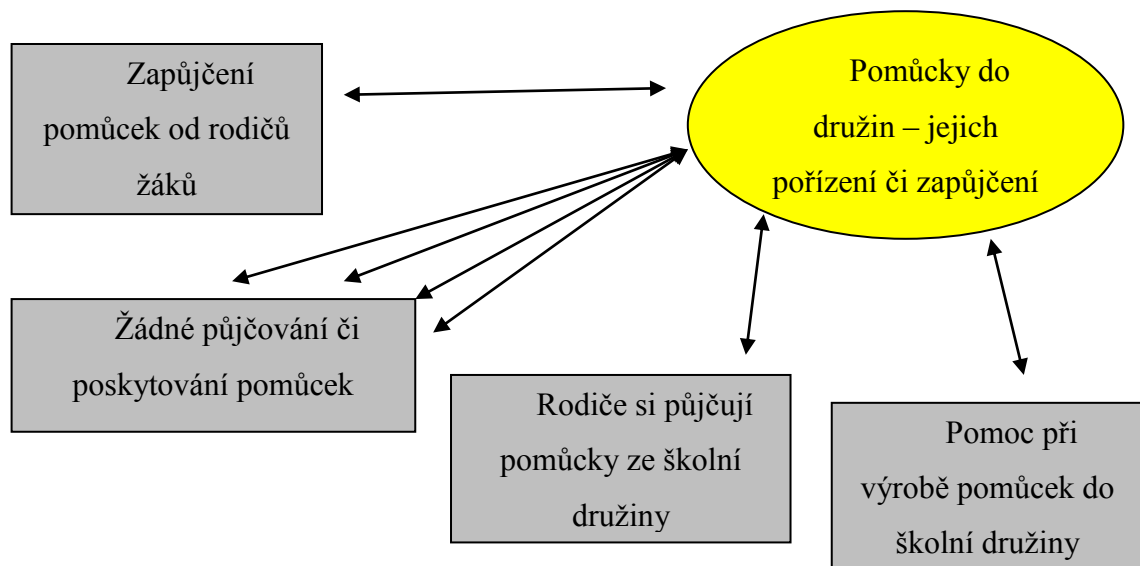 Zapůjčení
pomůcek od rodičů
žáků
Pomůcky do
družin – jejich
pořízení či zapůjčení
Žádné půjčování či
poskytování pomůcek
Rodiče si půjčují
pomůcky ze školní
družiny
Pomoc při
výrobě pomůcek do
školní družiny